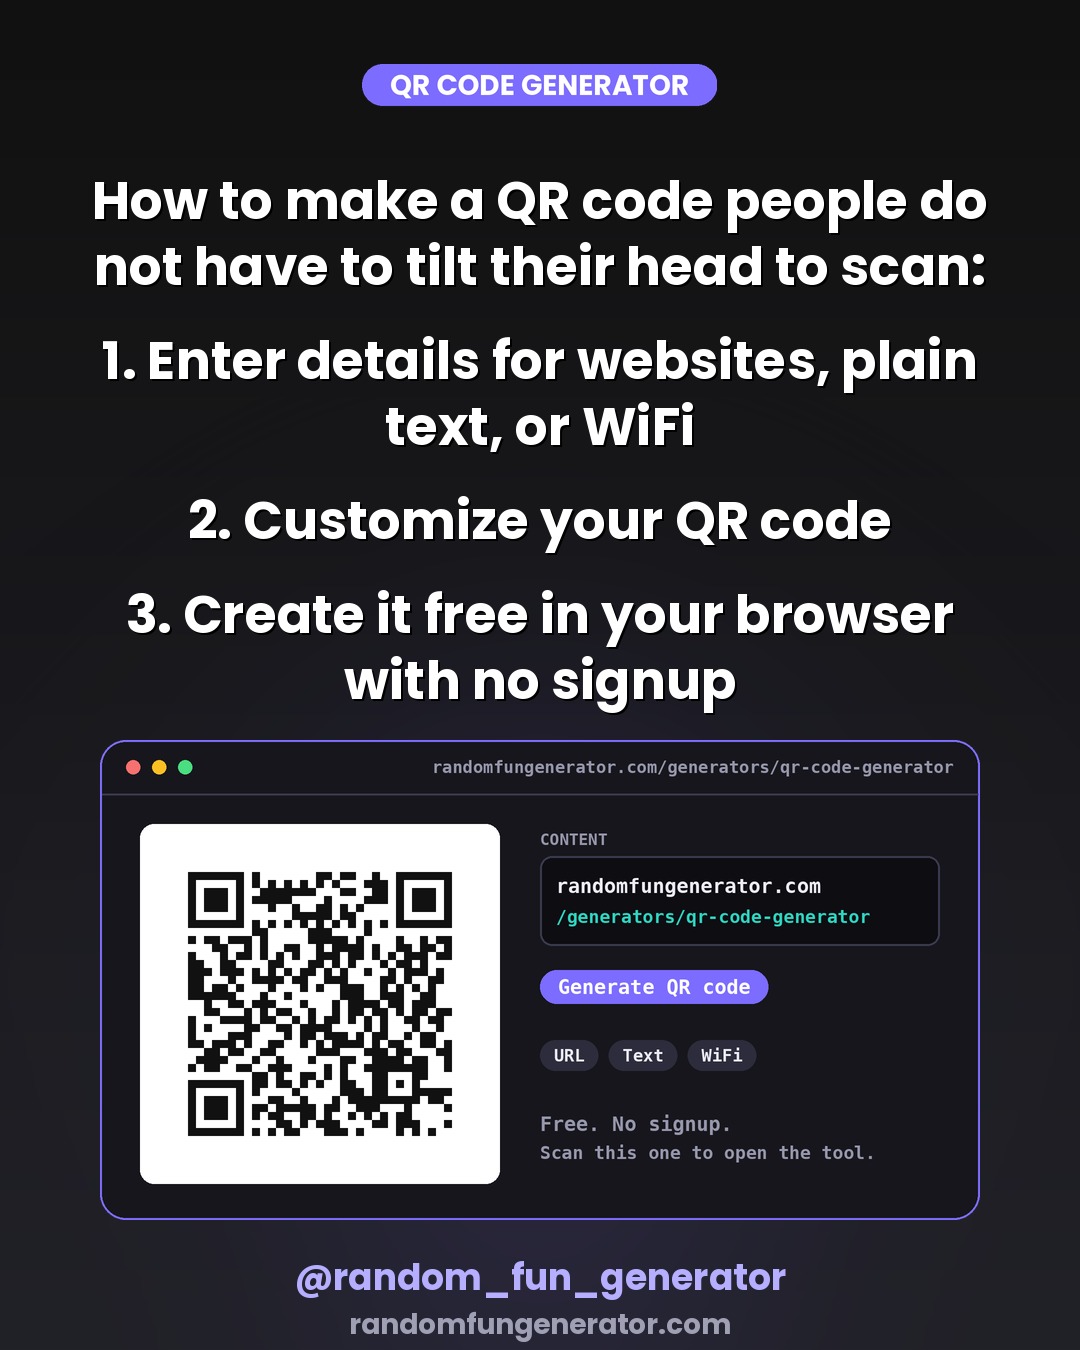 QR CODE GENERATOR
How to make a QR code people do
not have to tilt their head to scan:
1. Enter details for websites, plain
text, or WiFi
2. Customize your QR code
3. Create it free in your browser
with no signup
randomfungenerator.com/generators/qr-code-generator
CONTENT
randomfungenerator.com
/generators/qr-code-generator
Generate QR code
URL Text WiFi
Free. No signup.
Scan this one to open the tool.
@random_fun_generator
randomfungenerator.com